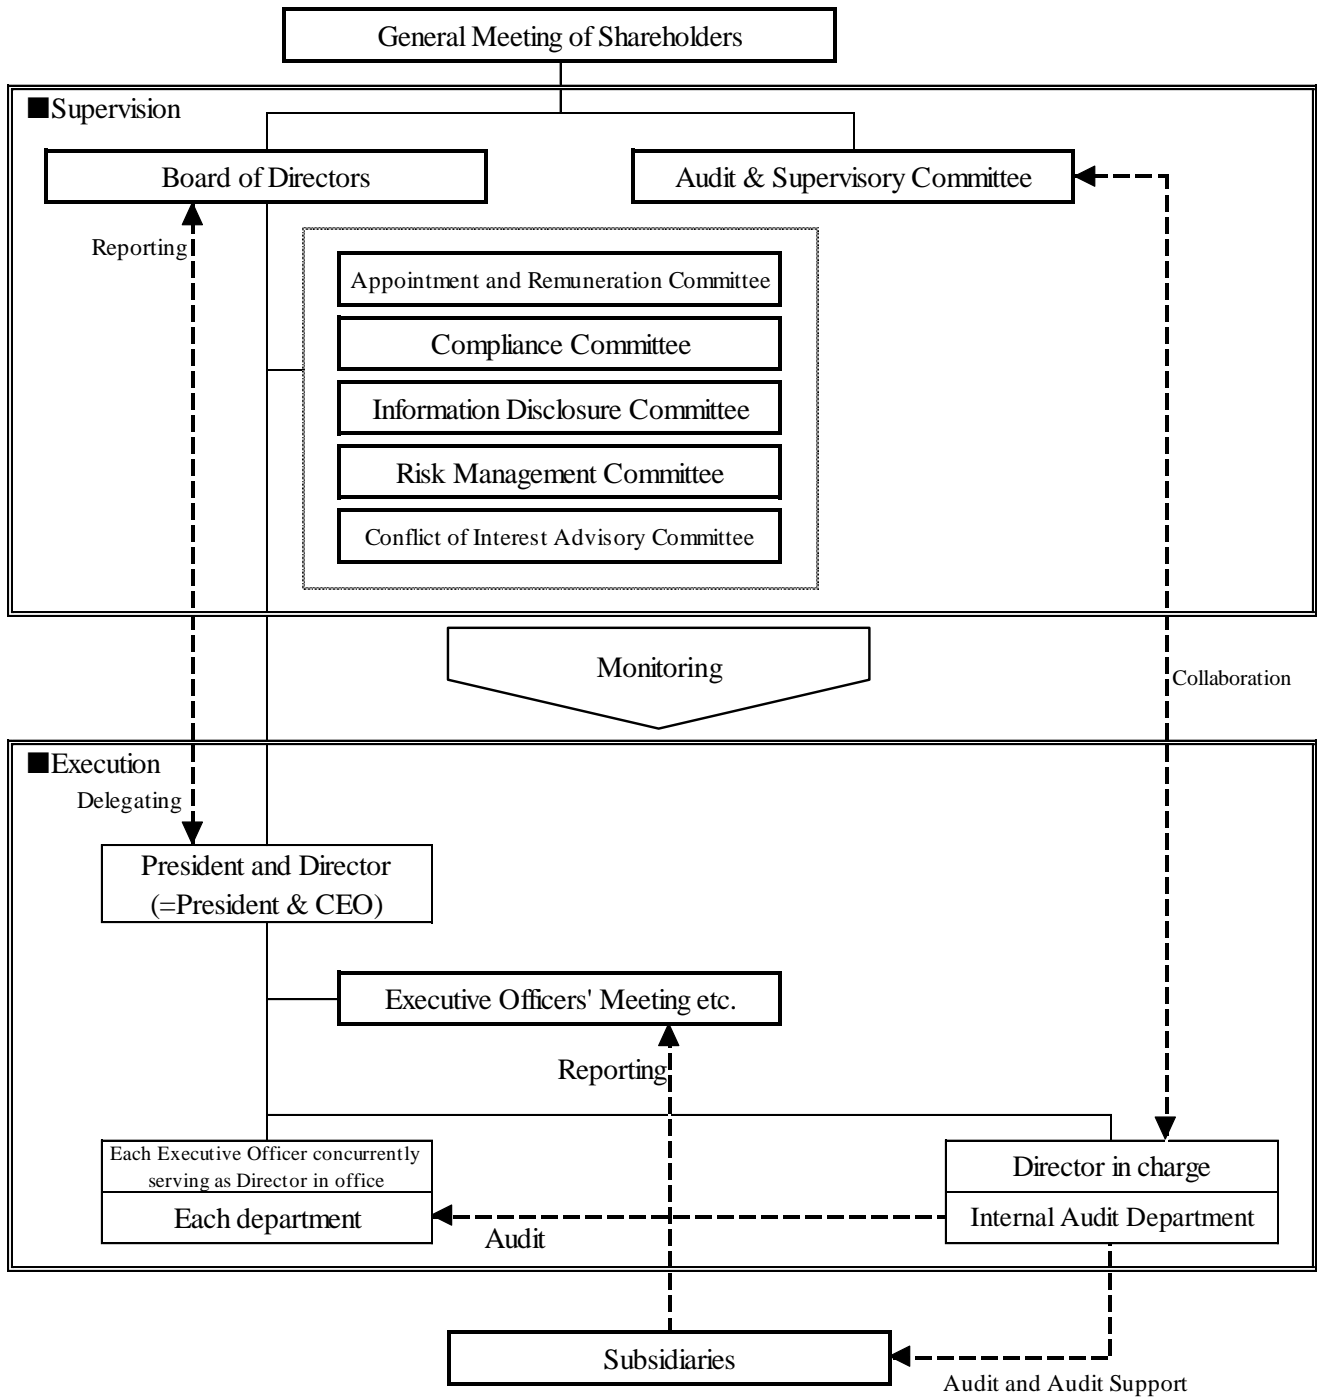 General Meeting of Shareholders
■Supervision
Board of Directors
Audit & Supervisory Committee
Reporting
Appointment and Remuneration Committee
Compliance Committee
Information Disclosure Committee
Risk Management Committee
Conflict of Interest Advisory Committee
Monitoring
Collaboration
■Execution
Delegating
President and Director
(=President & CEO)
Executive Officers' Meeting etc.
Reporting
Each Executive Officer concurrently
serving as Director in office
Each department
Director in charge
Internal Audit Department
Audit
Subsidiaries
Audit and Audit Support